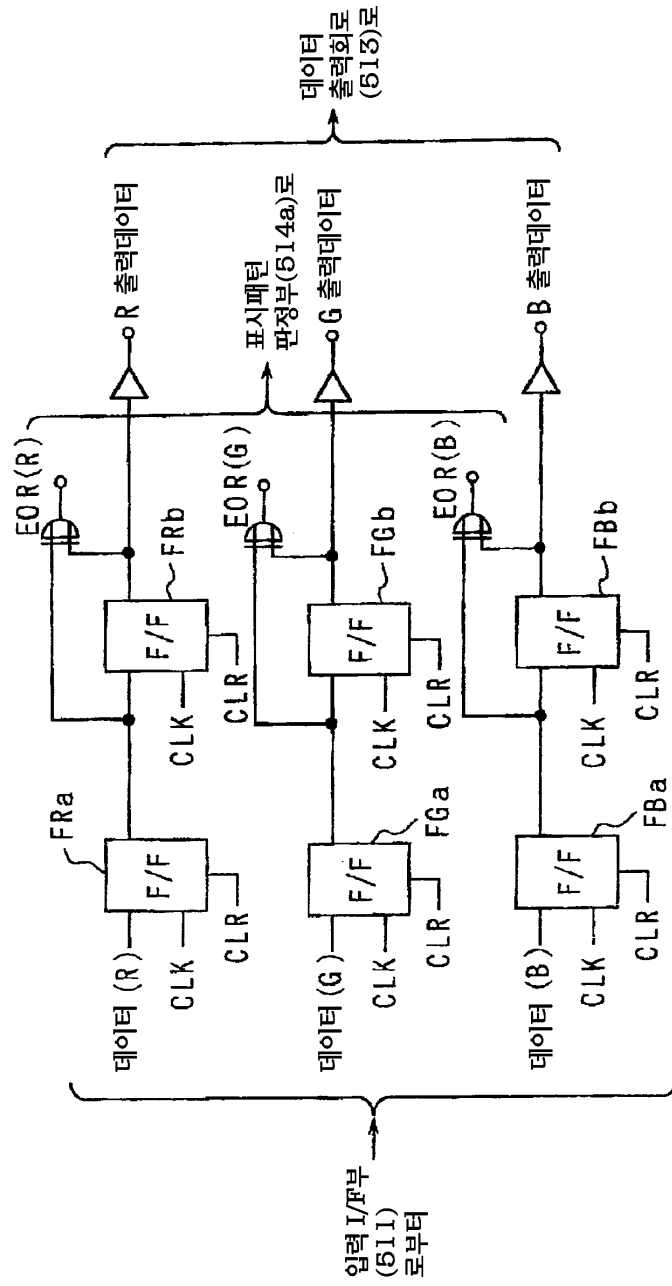 입력 I/F부
(511)
로부터
데이터 (R)
CLK
CLR
F/F
FRa
CLK
CLR
F/F
FRb
EOR(R)
R 출력데이터
데이터 (G)
CLK
CLR
F/F
FGa
CLK
CLR
F/F
FGb
EOR(G)
G 출력데이터
데이터 (B)
CLK
CLR
F/F
FBa
CLK
CLR
F/F
FBb
EOR(B)
B 출력데이터
표시패턴
판정부(514a)로
데이터
출력회로
(513)로